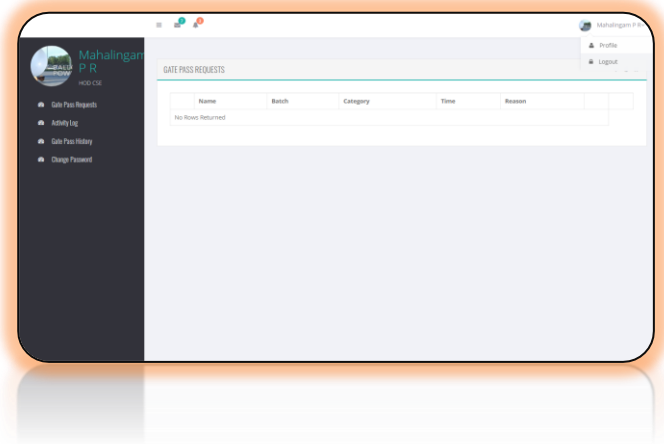 Mahalingam P R
Profile
Logout
Mahalingam
P R
HOD CSE
Gate Pass Requests
Activity Log
Gate Pass History
Change Password
GATE PASS REQUESTS
Name Batch Category Time Reason
No Rows Returned